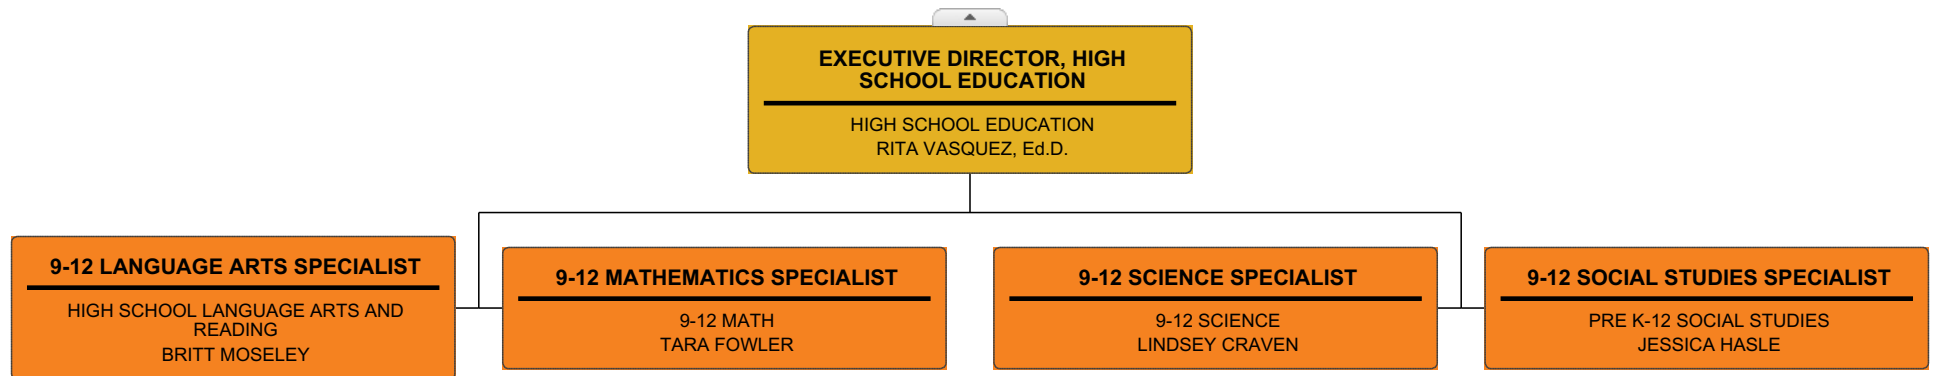 EXECUTIVE DIRECTOR, HIGH
SCHOOL EDUCATION
HIGH SCHOOL EDUCATION
RITA VASQUEZ, Ed.D.
9-12 LANGUAGE ARTS SPECIALIST
HIGH SCHOOL LANGUAGE ARTS AND
READING
BRITT MOSELEY
9-12 MATHEMATICS SPECIALIST
9-12 MATH
TARA FOWLER
9-12 SCIENCE SPECIALIST
9-12 SCIENCE
LINDSEY CRAVEN
9-12 SOCIAL STUDIES SPECIALIST
PRE K-12 SOCIAL STUDIES
JESSICA HASLE